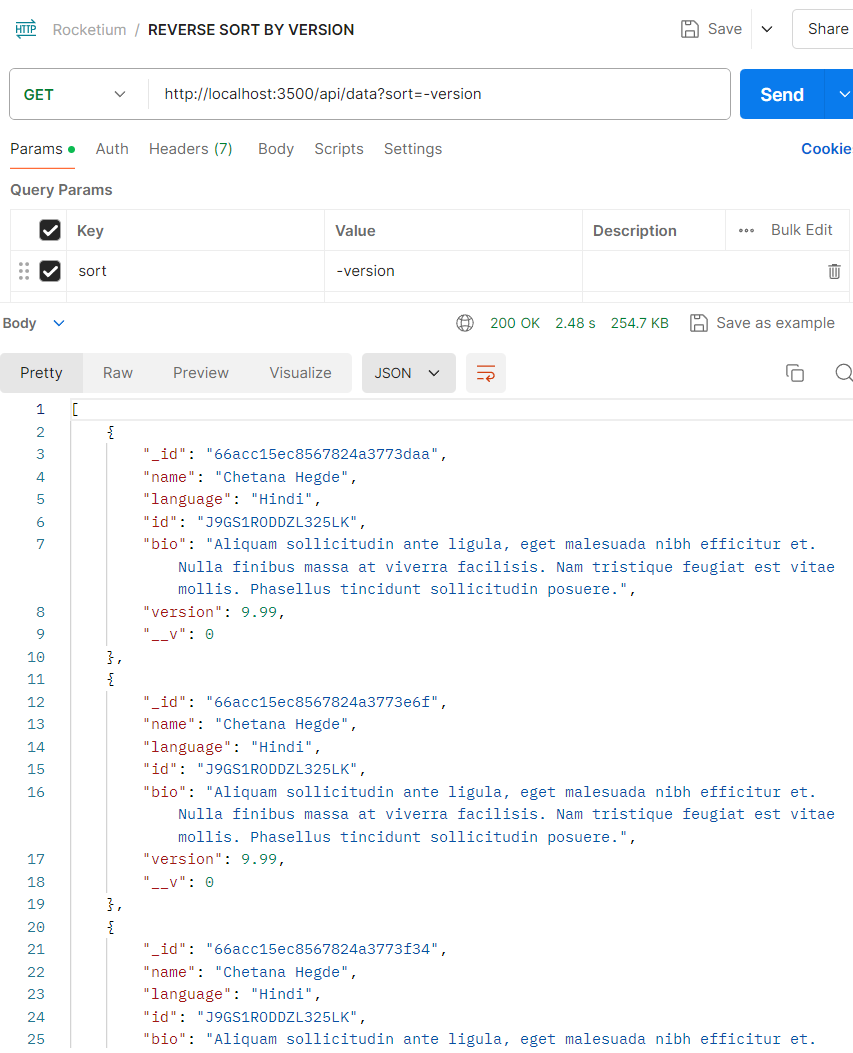 HTTP Rocketium / REVERSE SORT BY VERSION Save Share
GET http://localhost:3500/api/data?sort=-version Send
Params Auth Headers (7) Body Scripts Settings Cookie
Query Params
Key Value Description Bulk Edit
sort -version
Body 200 OK 2.48 s 254.7 KB Save as example
Pretty Raw Preview Visualize JSON
1 [
2 {
3 "_id": "66acc15ec8567824a3773daa",
4 "name": "Chetana Hegde",
5 "language": "Hindi",
6 "id": "J9GS1RODDZL325LK",
7 "bio": "Aliquam sollicitudin ante ligula, eget malesuada nibh efficitur et.
Nulla finibus massa at viverra facilisis. Nam tristique feugiat est vitae
mollis. Phasellus tincidunt sollicitudin posuere.",
8 "version": 9.99,
9 "__v": 0
10 },
11 {
12 "_id": "66acc15ec8567824a3773e6f",
13 "name": "Chetana Hegde",
14 "language": "Hindi",
15 "id": "J9GS1RODDZL325LK",
16 "bio": "Aliquam sollicitudin ante ligula, eget malesuada nibh efficitur et.
Nulla finibus massa at viverra facilisis. Nam tristique feugiat est vitae
mollis. Phasellus tincidunt sollicitudin posuere.",
17 "version": 9.99,
18 "__v": 0
19 },
20 {
21 "_id": "66acc15ec8567824a3773f34",
22 "name": "Chetana Hegde",
23 "language": "Hindi",
24 "id": "J9GS1RODDZL325LK",
25 "bio": "Aliquam sollicitudin ante ligula, eget malesuada nibh efficitur et.